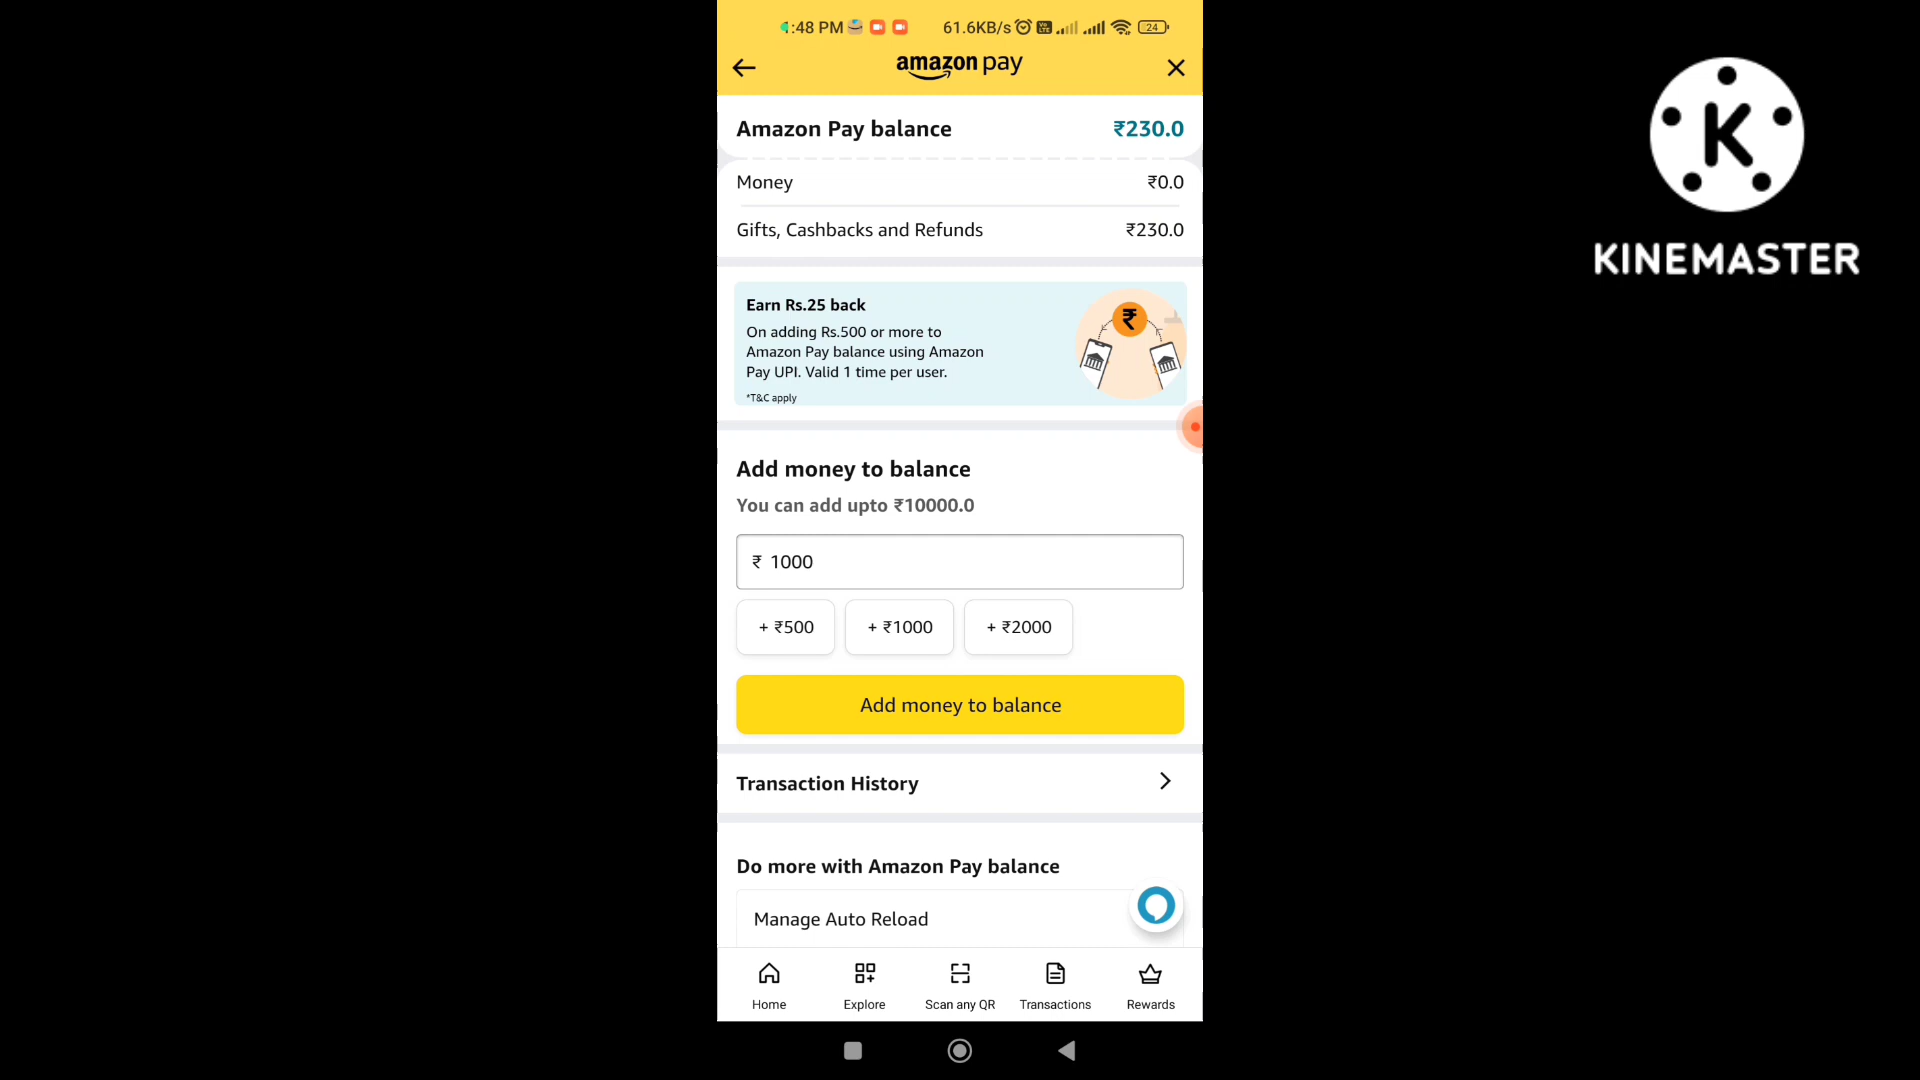 :48 PM 61.6KB/s Vo LTE 24
amazon pay
Amazon Pay balance ₹230.0
Money ₹0.0
Gifts, Cashbacks and Refunds ₹230.0
Earn Rs.25 back
On adding Rs.500 or more to
Amazon Pay balance using Amazon
Pay UPI. Valid 1 time per user.
*T&C apply
₹
Add money to balance
You can add upto ₹10000.0
₹ 1000
+ ₹500 + ₹1000 + ₹2000
Add money to balance
Transaction History
Do more with Amazon Pay balance
Manage Auto Reload
Home Explore Scan any QR Transactions Rewards
K
KINEMASTER